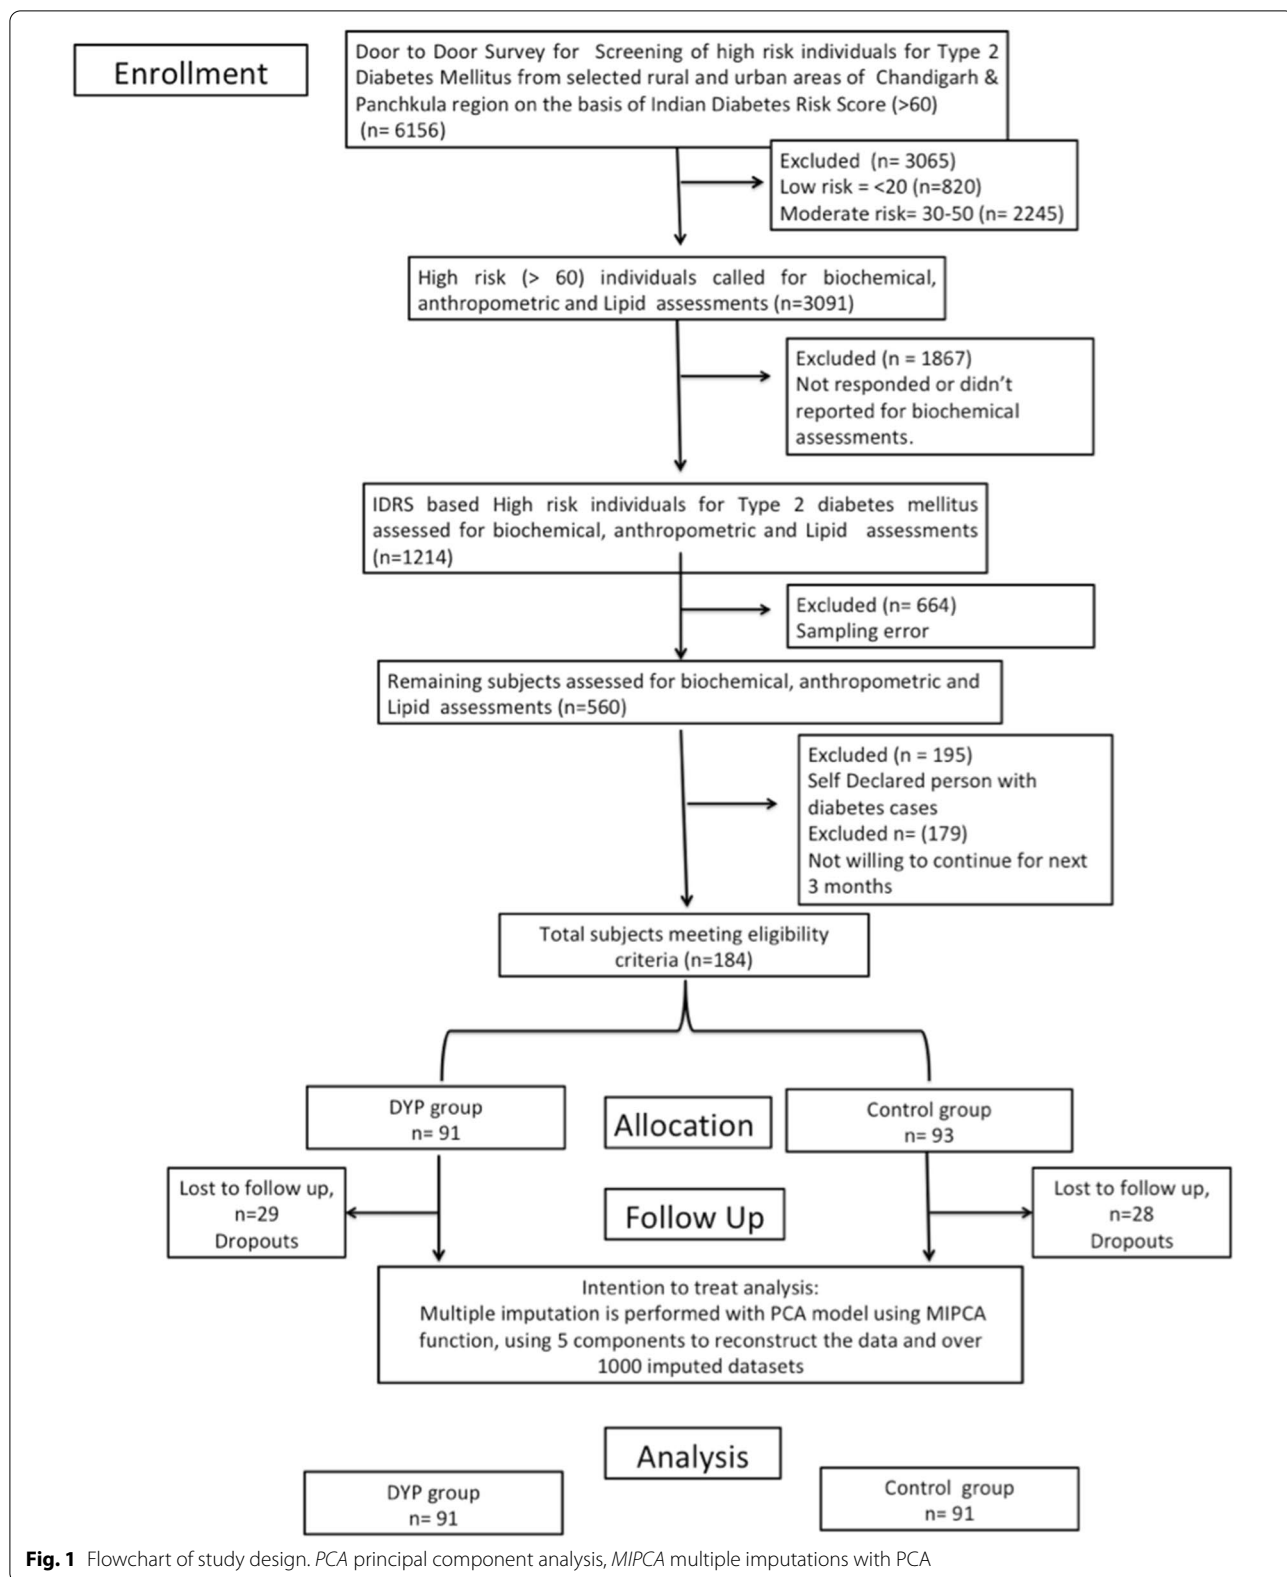 Enrollment
Door to Door Survey for Screening of high risk individuals for Type 2
Diabetes Mellitus from selected rural and urban areas of Chandigarh &
Panchkula region on the basis of Indian Diabetes Risk Score (>60)
(n= 6156)
Excluded (n= 3065)
Low risk = <20 (n=820)
Moderate risk= 30-50 (n= 2245)
High risk (> 60) individuals called for biochemical,
anthropometric and Lipid assessments (n=3091)
Excluded (n = 1867)
Not responded or didn't
reported for biochemical
assessments.
IDRS based High risk individuals for Type 2 diabetes mellitus
assessed for biochemical, anthropometric and Lipid assessments
(n=1214)
Excluded (n= 664)
Sampling error
Remaining subjects assessed for biochemical, anthropometric and
Lipid assessments (n=560)
Excluded (n = 195)
Self Declared person with
diabetes cases
Excluded n= (179)
Not willing to continue for next
3 months
Total subjects meeting eligibility
criteria (n=184)
DYP group
n= 91
Allocation
Control group
n= 93
Lost to follow up,
n=29
Dropouts
Follow Up
Lost to follow up,
n=28
Dropouts
Intention to treat analysis:
Multiple imputation is performed with PCA model using MIPCA
function, using 5 components to reconstruct the data and over
1000 imputed datasets
Analysis
DYP group
n= 91
Control group
n= 91
Fig. 1 Flowchart of study design. PCA principal component analysis, MIPCA multiple imputations with PCA